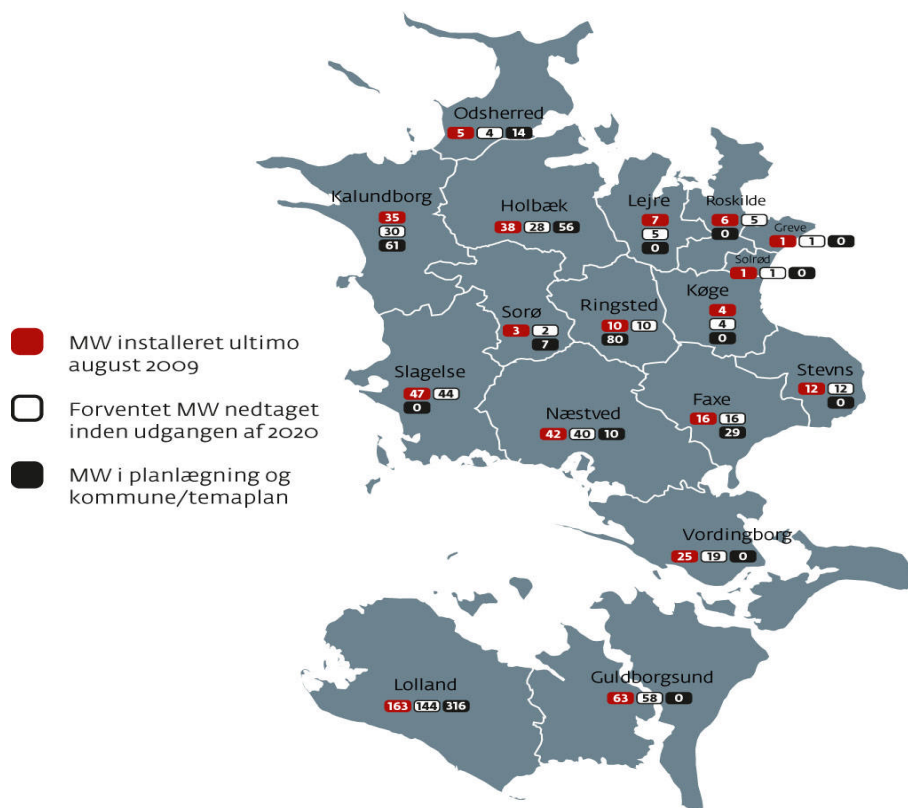 Odsherred
5 4 14
Kalundborg
35
30
61
Holbæk
38 28 56
Lejre
7
5
0
Roskilde
6 5
0
Greve
1 1 0
Solrød
1 1 0
Sorø
3 2
7
Ringsted
10 10
80
Køge
4
4
0
MW installeret ultimo
august 2009
Forventet MW nedtaget
inden udgangen af 2020
MW i planlægning og
kommune/temaplan
Slagelse
47 44
0
Næstved
42 40 10
Faxe
16 16
29
Stevns
12 12
0
Vordingborg
25 19 0
Lolland
163 144 316
Guldborgsund
63 58 0